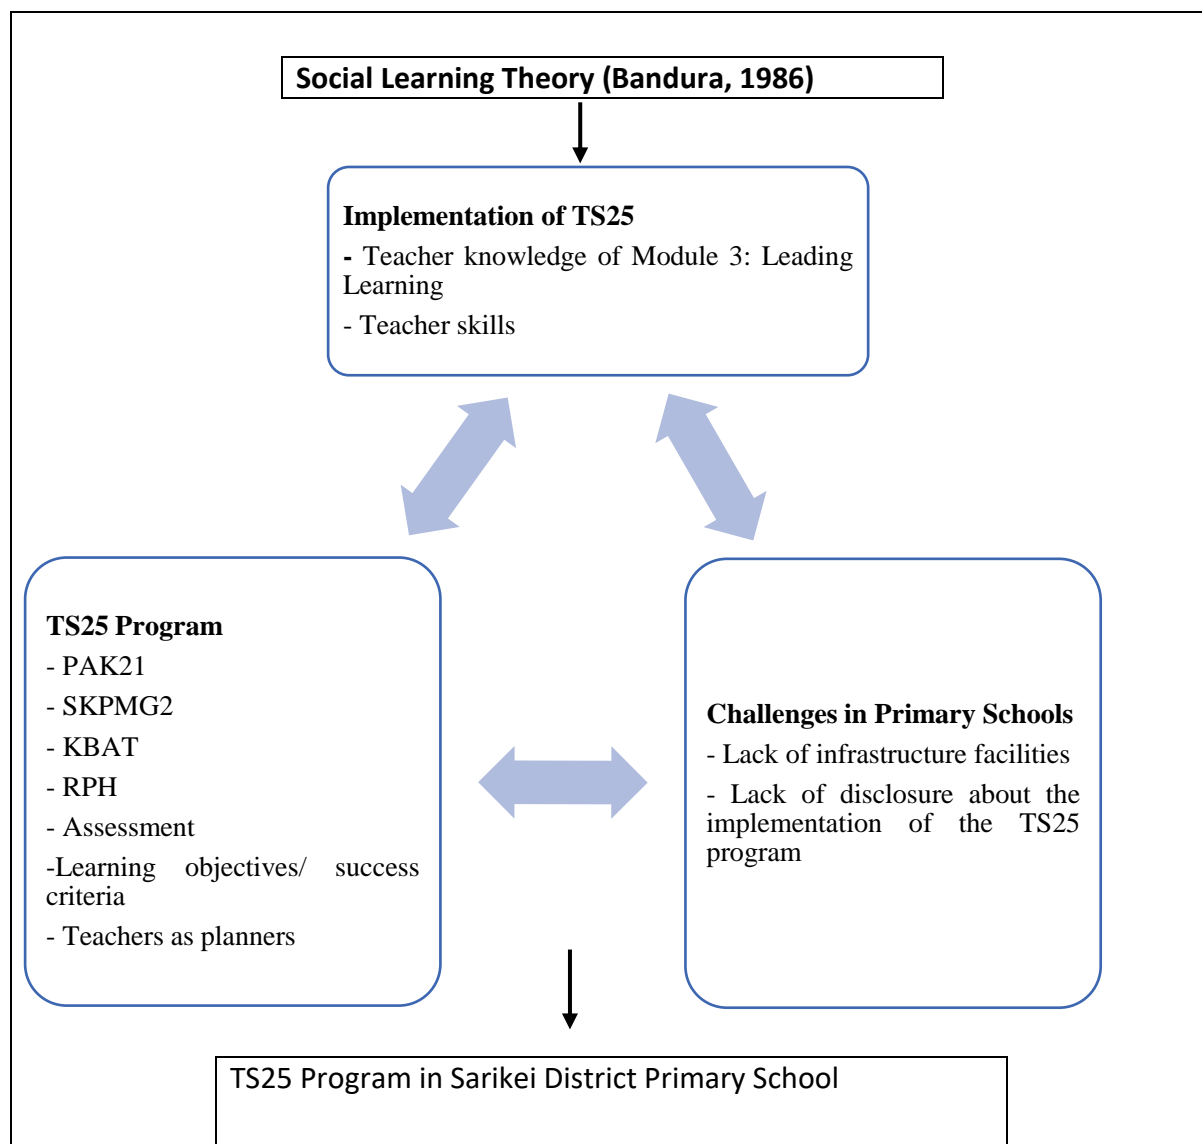 Social Learning Theory (Bandura, 1986)
Implementation of TS25
- Teacher knowledge of Module 3: Leading
Learning
- Teacher skills
TS25 Program
- PAK21
- SKPMG2
- KBAT
- RPH
- Assessment
-Learning objectives/ success
criteria
- Teachers as planners
Challenges in Primary Schools
- Lack of infrastructure facilities
- Lack of disclosure about the
implementation of the TS25
program
TS25 Program in Sarikei District Primary School